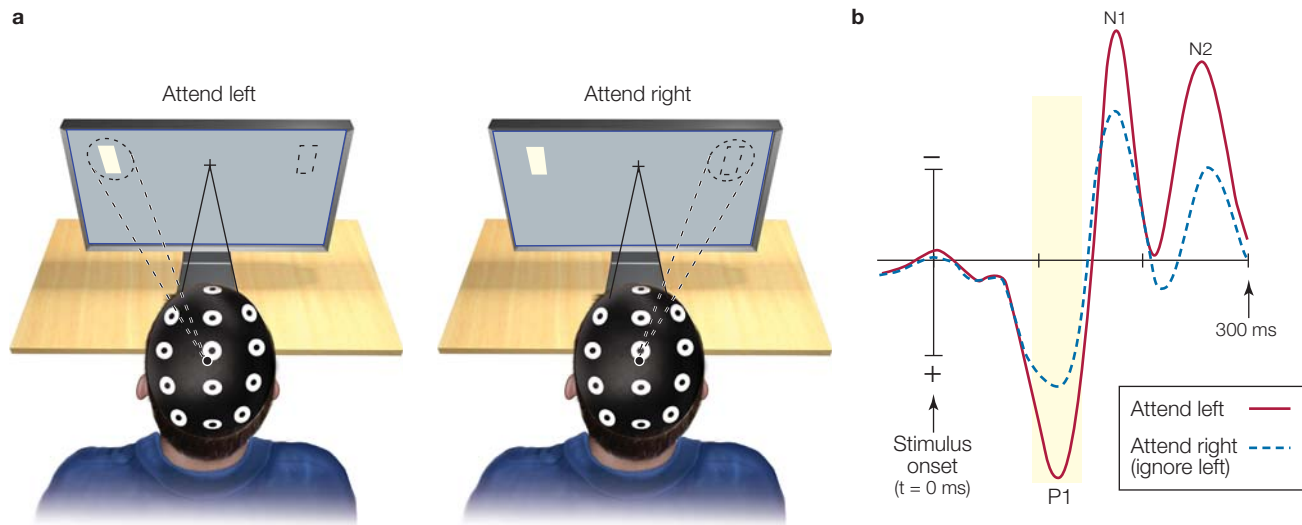 a
Attend left
Attend right
b
N1
N2
−
+
300 ms
Stimulus
onset
(t = 0 ms)
P1
Attend left
Attend right
(ignore left)